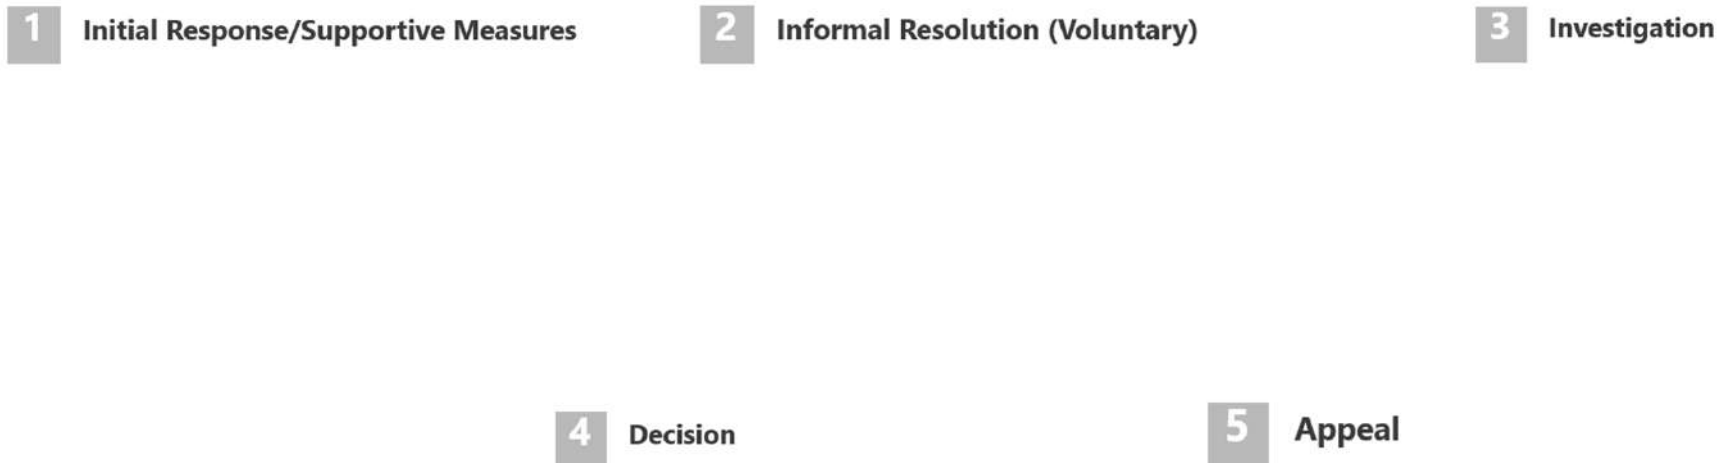 1 Initial Response/Supportive Measures
2 Informal Resolution (Voluntary)
3 Investigation
4 Decision
5 Appeal